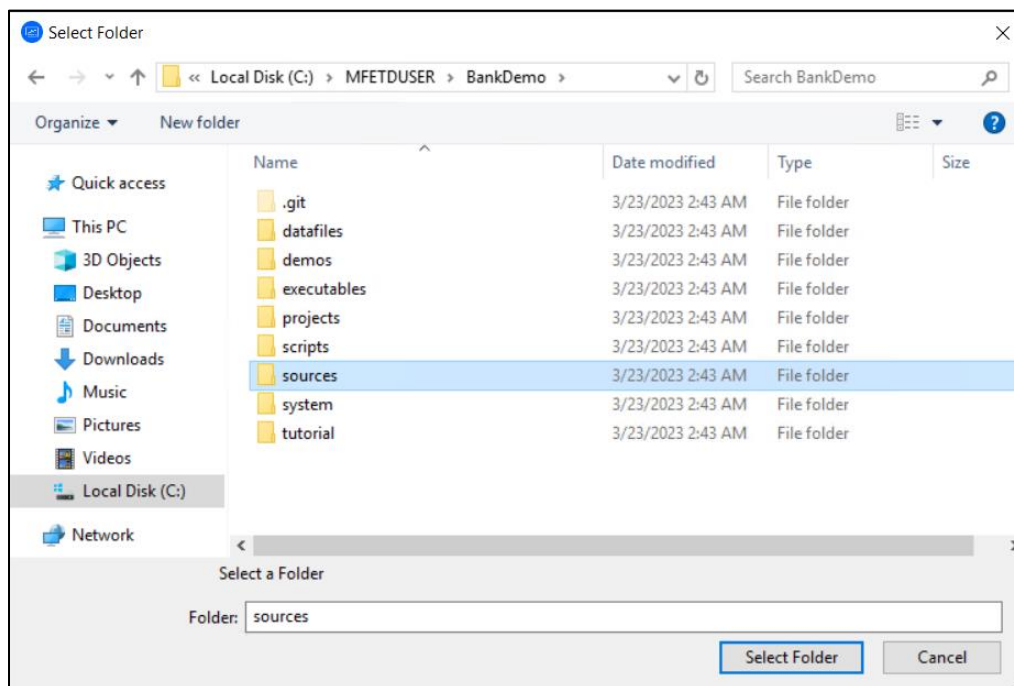 Select Folder
« Local Disk (C:) > MFETDUSER > BankDemo > Search BankDemo
Organize New folder ?
Name Date modified Type Size
Quick access
This PC
3D Objects
Desktop
Documents
Downloads
Music
Pictures
Videos
Local Disk (C:)
Network
.git 3/23/2023 2:43 AM File folder
datafiles 3/23/2023 2:43 AM File folder
demos 3/23/2023 2:43 AM File folder
executables 3/23/2023 2:43 AM File folder
projects 3/23/2023 2:43 AM File folder
scripts 3/23/2023 2:43 AM File folder
sources 3/23/2023 2:43 AM File folder
system 3/23/2023 2:43 AM File folder
tutorial 3/23/2023 2:43 AM File folder
Select a Folder
Folder: sources
Select Folder Cancel